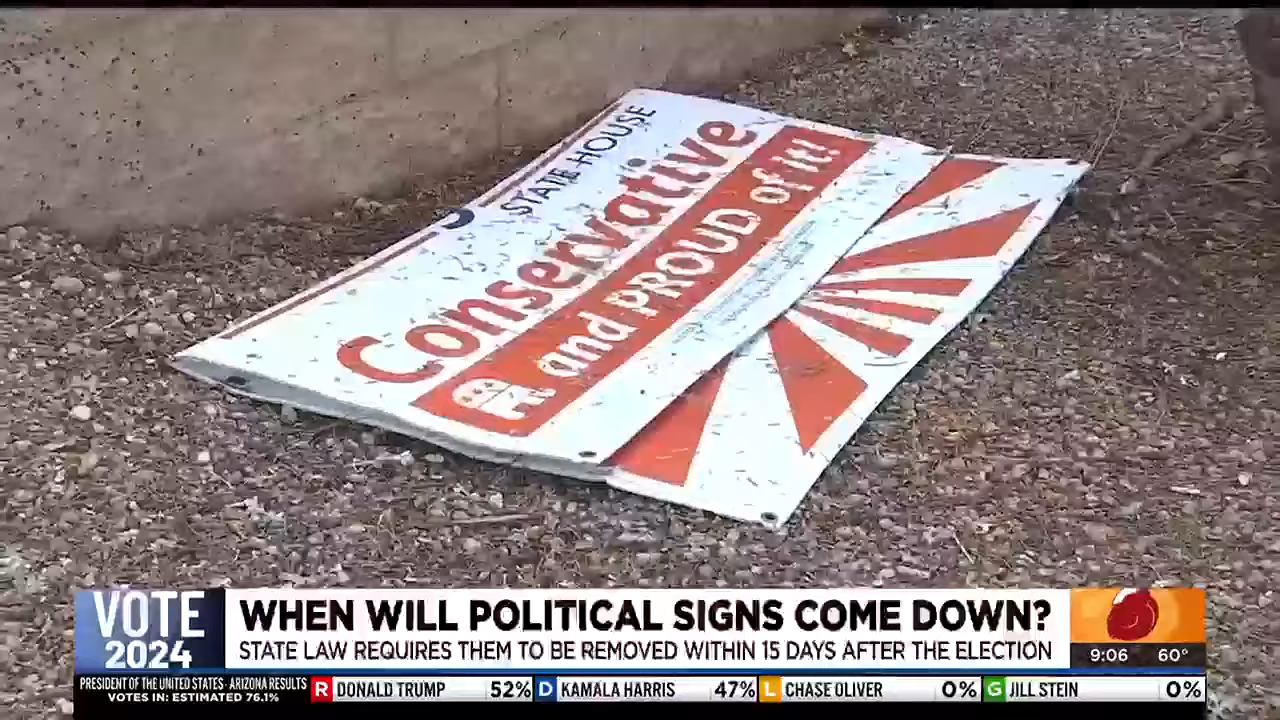 STATE HOUSE
Conservative
and PROUD of it!
VOTE
2024
WHEN WILL POLITICAL SIGNS COME DOWN?
STATE LAW REQUIRES THEM TO BE REMOVED WITHIN 15 DAYS AFTER THE ELECTION
9:06 60°
PRESIDENT OF THE UNITED STATES - ARIZONA RESULTS
VOTES IN: ESTIMATED 76.1%
R DONALD TRUMP 52% D KAMALA HARRIS 47% L CHASE OLIVER 0% G JILL STEIN 0%